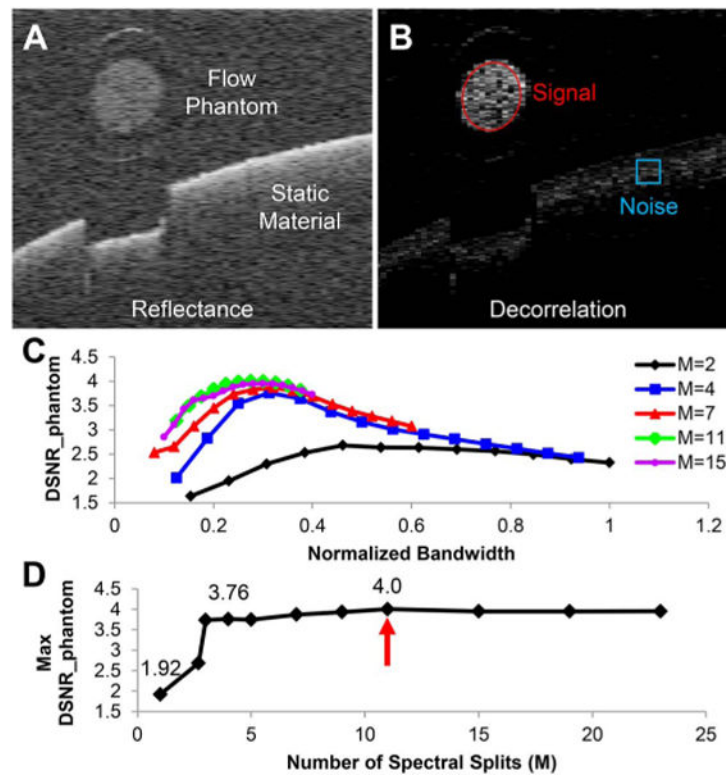 A
Flow
Phantom
Static
Material
Reflectance
B
Signal
Noise
Decorrelation
C
4.5
4
3.5
3
2.5
2
1.5
DSNR_phantom
0
0.2
0.4
0.6
0.8
1
1.2
Normalized Bandwidth
M=2
M=4
M=7
M=11
M=15
D
4.5
4
3.5
3
2.5
2
1.5
Max
DSNR_phantom
1.92
3.76
4.0
0
5
10
15
20
25
Number of Spectral Splits (M)